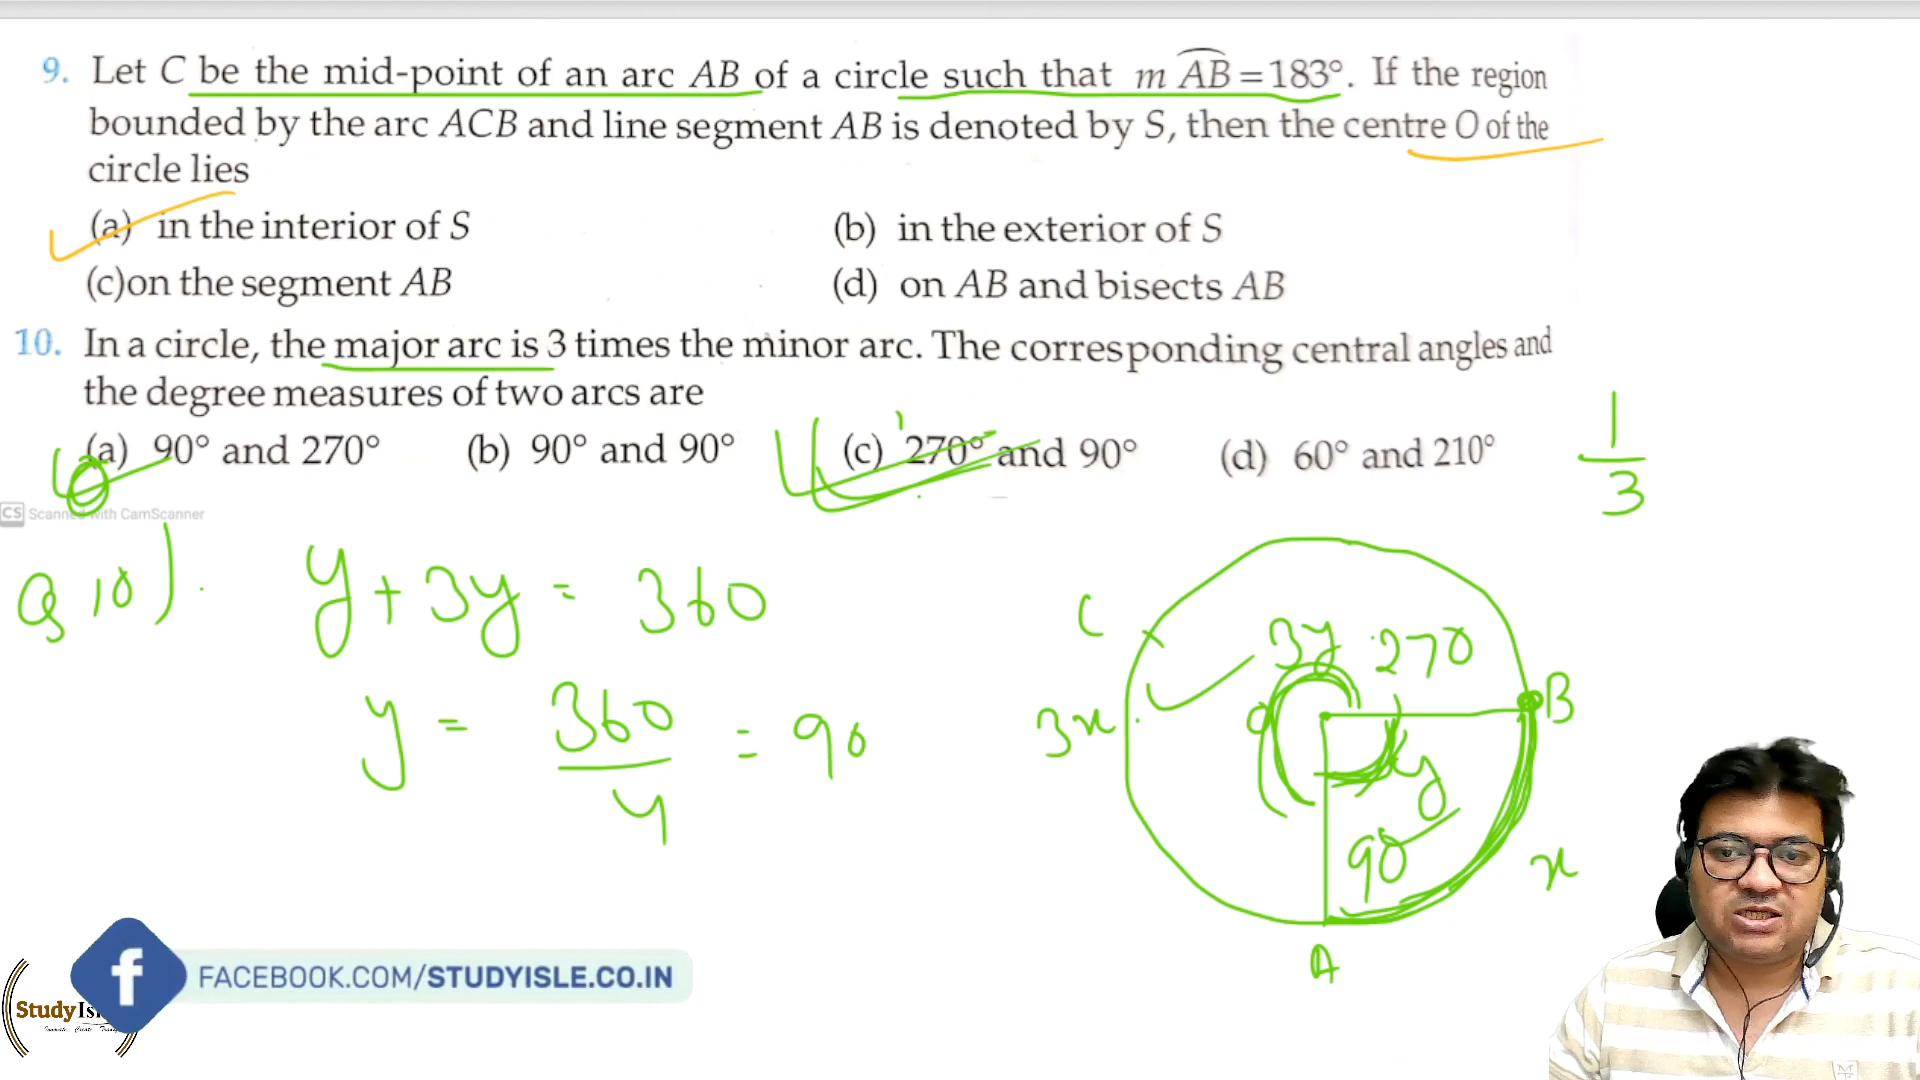 9. Let C be the mid-point of an arc AB of a circle such that m AB = 183°. If the region
bounded by the arc ACB and line segment AB is denoted by S, then the centre O of the
circle lies
(a) in the interior of S
(b) in the exterior of S
(c)on the segment AB
(d) on AB and bisects AB
10. In a circle, the major arc is 3 times the minor arc. The corresponding central angles and
the degree measures of two arcs are
(a) 90° and 270°
(b) 90° and 90°
(c) 270° and 90°
(d) 60° and 210°
1
3
CS Scanned with CamScanner
Q 10).
y + 3y = 360
y = 360 = 90
4
C
3y 270
3x
O
B
y
90
x
A
f FACEBOOK.COM/STUDYISLE.CO.IN